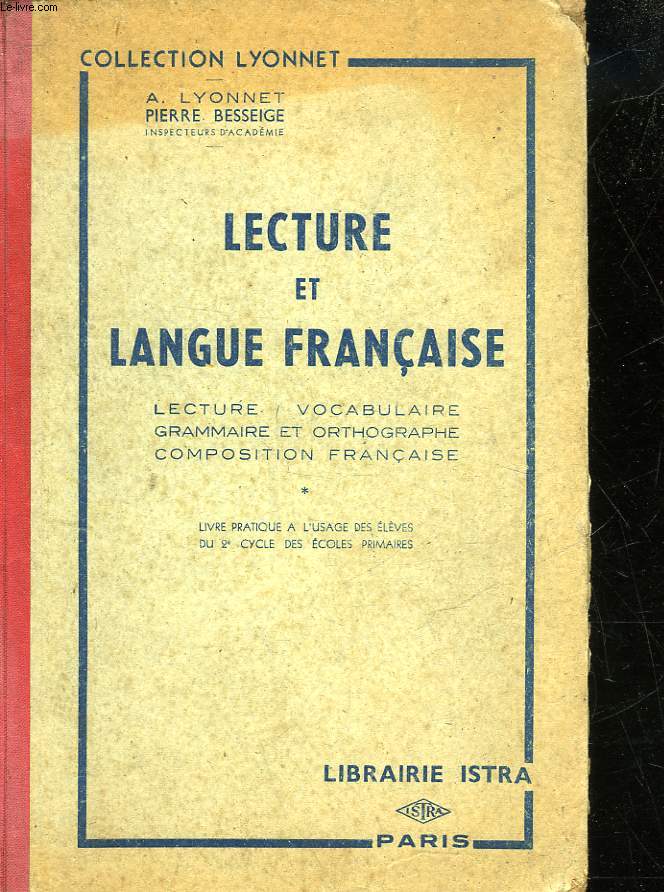 Le-livre.com
COLLECTION LYONNET
A. LYONNET
PIERRE BESSEIGE
INSPECTEURS D'ACADÉMIE
LECTURE
ET
LANGUE FRANÇAISE
LECTURE VOCABULAIRE
GRAMMAIRE ET ORTHOGRAPHE
COMPOSITION FRANÇAISE
*
LIVRE PRATIQUE A L'USAGE DES ÉLÈVES
DU 2e CYCLE DES ÉCOLES PRIMAIRES
LIBRAIRIE ISTRA
ISTRA
PARIS